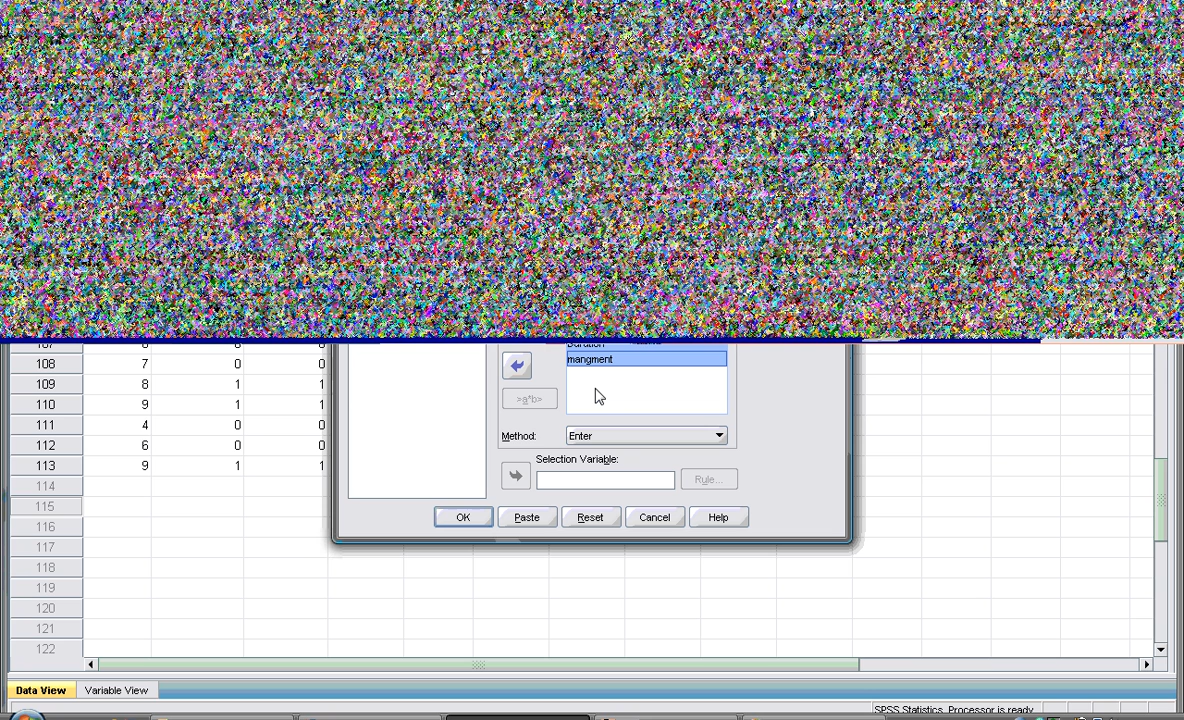 Duration
mangment
108 7 0 0
109 8 1 1
110 9 1 1
>a*b>
111 4 0 0
Method: Enter
112 6 0 0
Selection Variable:
113 9 1 1
Rule...
114
115
OK Paste Reset Cancel Help
116
117
118
119
120
121
122
Data View Variable View
SPSS Statistics Processor is ready